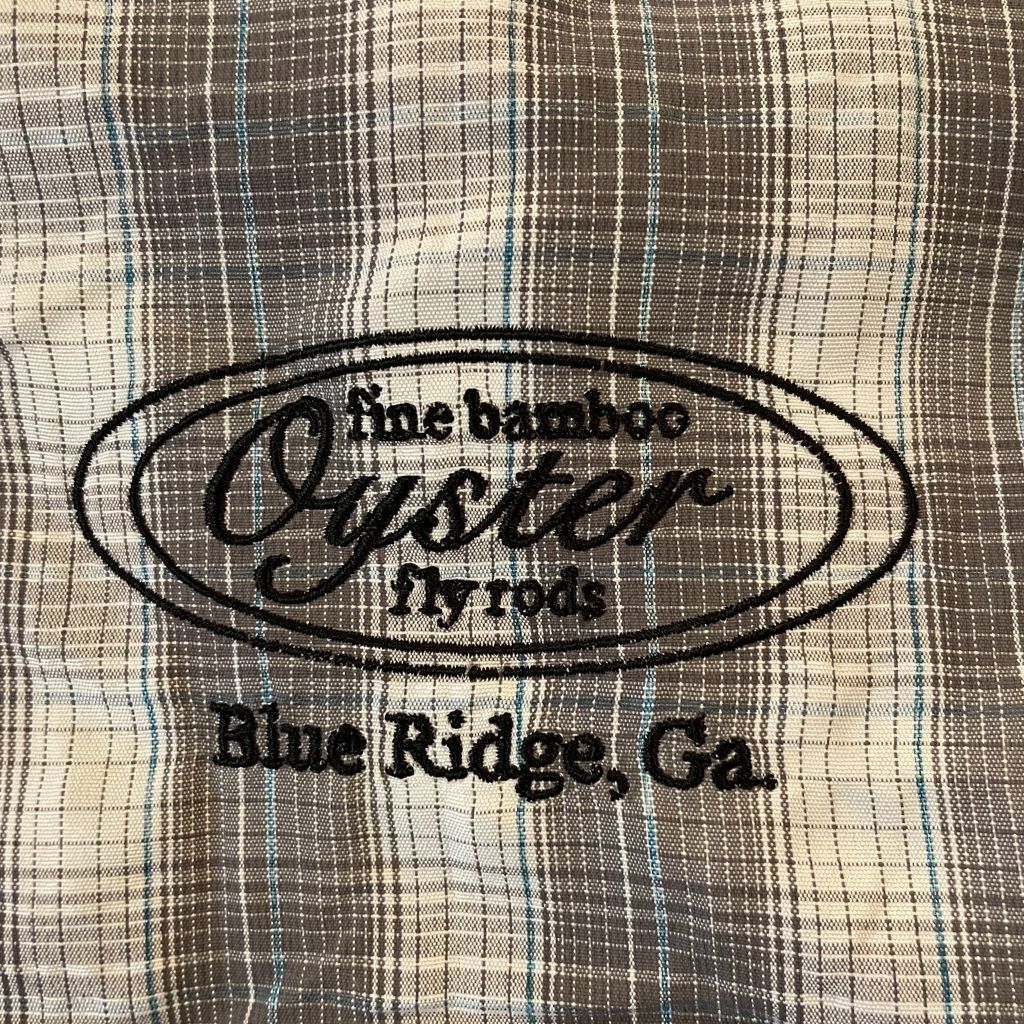 fine bamboo
Oyster
fly rods
Blue Ridge, Ga.